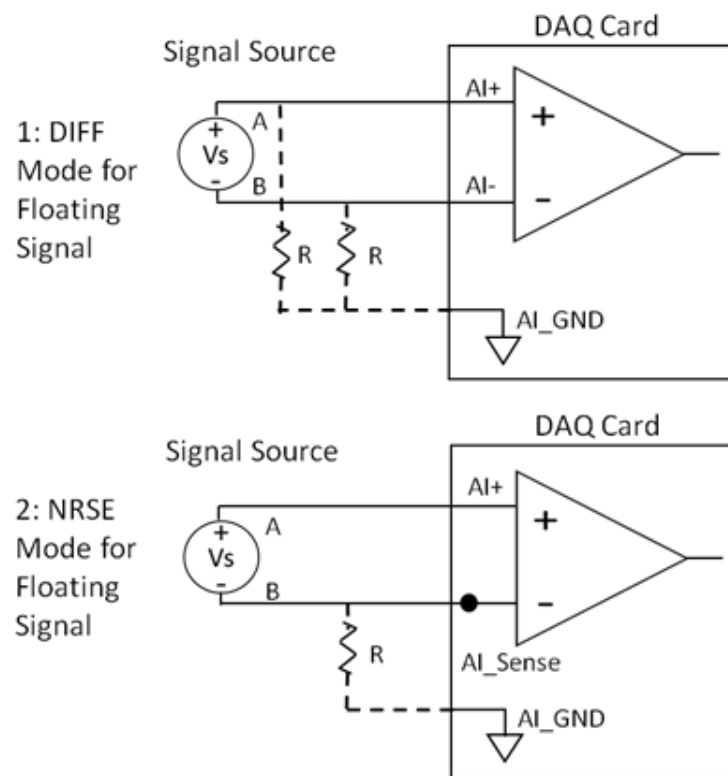 DAQ Card
Signal Source
1: DIFF
Mode for
Floating
Signal
+
Vs
-
A
B
AI+
AI-
+
-
R
R
AI_GND
DAQ Card
Signal Source
2: NRSE
Mode for
Floating
Signal
+
Vs
-
A
B
AI+
+
-
AI_Sense
R
AI_GND